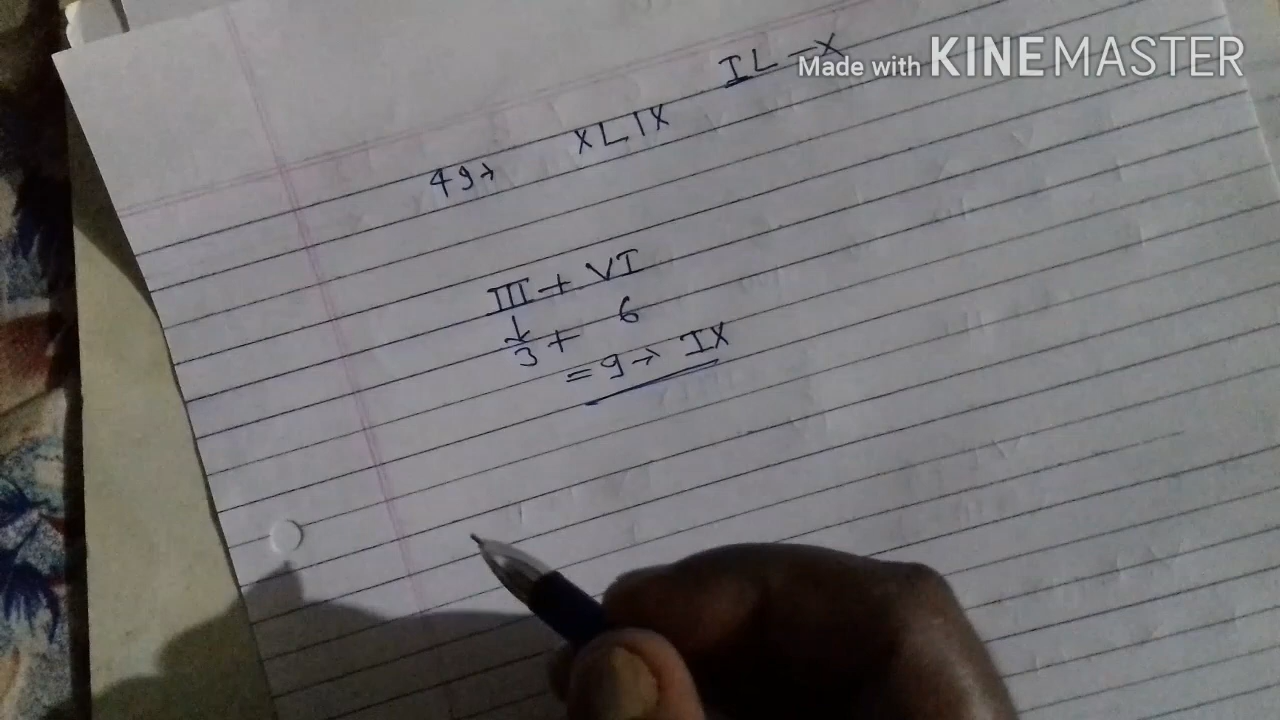 Made with KINEMASTER
IL - X
49→ XLIX
III + VI
↓
3 + 6
= 9 → IX